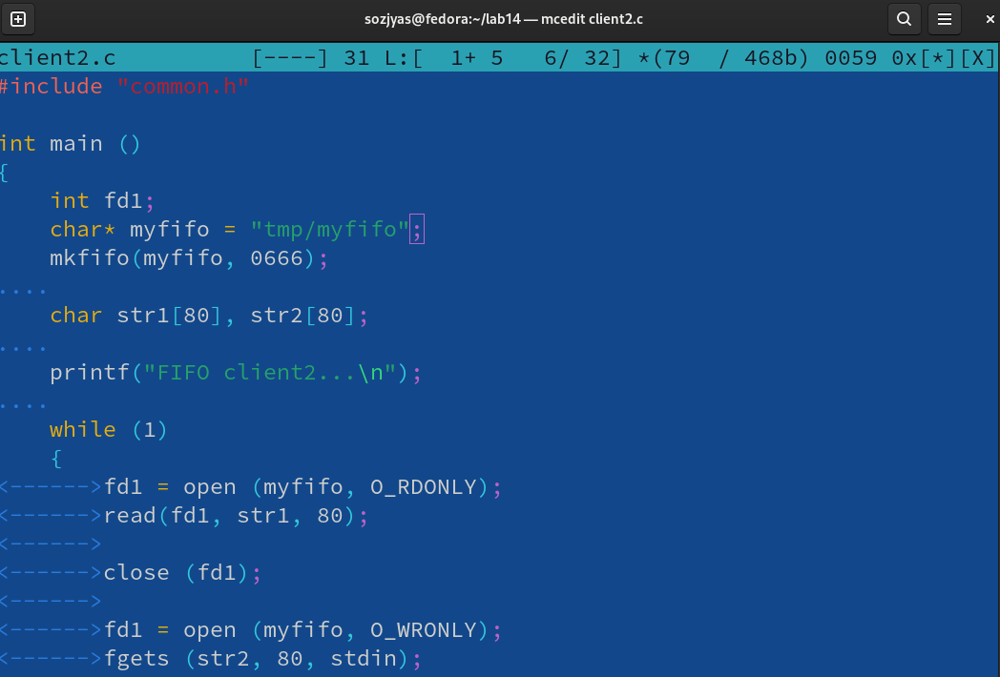 sozjyas@fedora:~/lab14 — mcedit client2.c
client2.c [----] 31 L:[ 1+ 5 6/ 32] *(79 / 468b) 0059 0x[*][X]
#include "common.h"
int main ()
{
int fd1;
char* myfifo = "tmp/myfifo";
mkfifo(myfifo, 0666);
....
char str1[80], str2[80];
....
printf("FIFO client2...\n");
....
while (1)
{
<------>fd1 = open (myfifo, O_RDONLY);
<------>read(fd1, str1, 80);
<------>
<------>close (fd1);
<------>
<------>fd1 = open (myfifo, O_WRONLY);
<------>fgets (str2, 80, stdin);